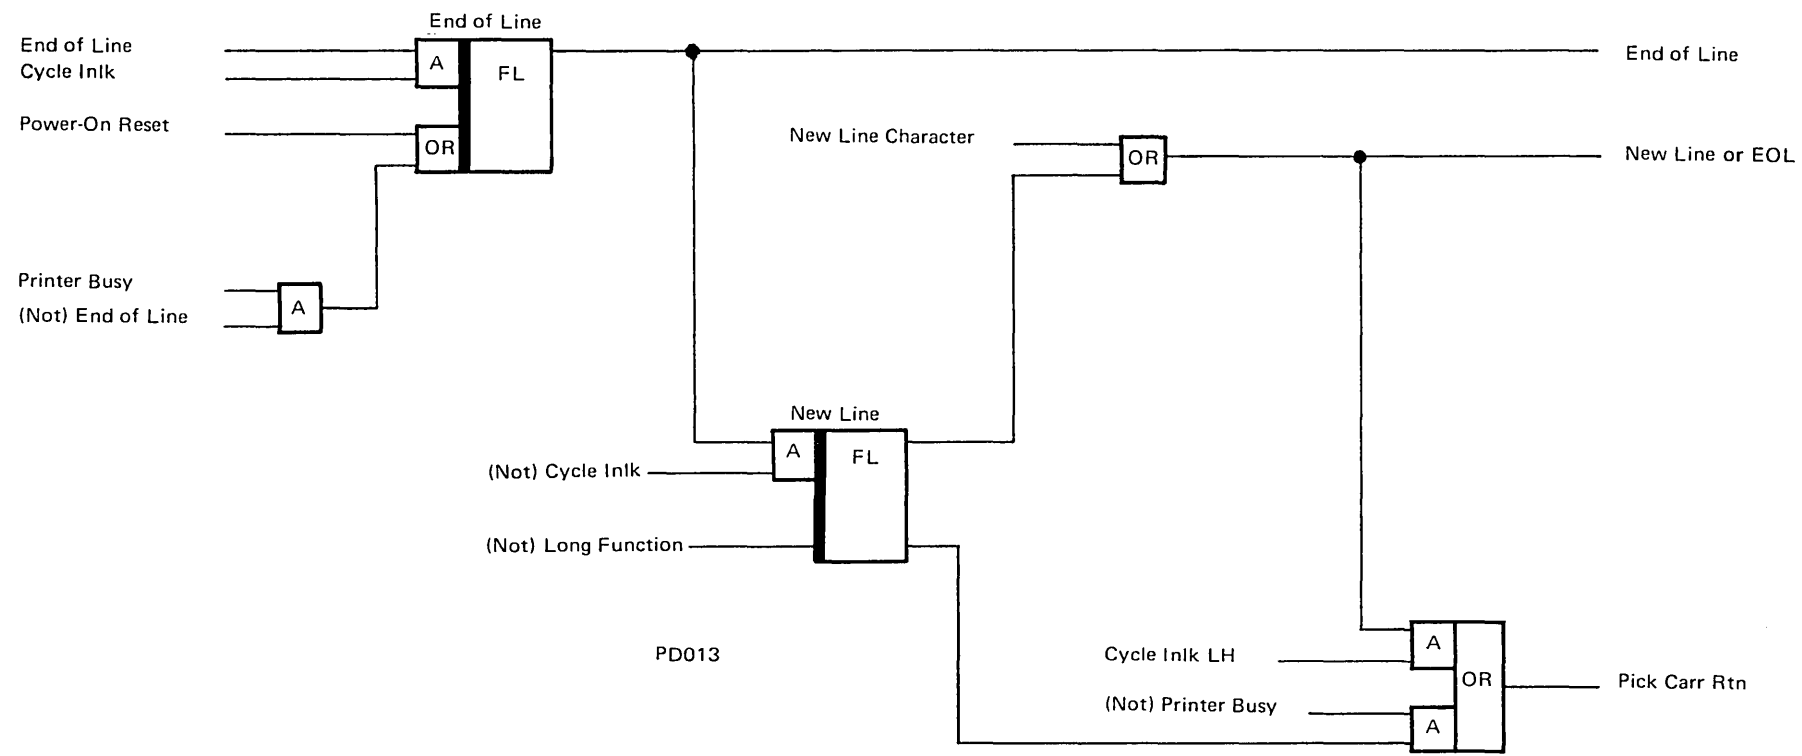 End of Line
End of Line
Cycle Inlk
A
FL
End of Line
Power-On Reset
OR
New Line Character
OR
New Line or EOL
Printer Busy
(Not) End of Line
A
New Line
A
FL
(Not) Cycle Inlk
(Not) Long Function
PD013
Cycle Inlk LH
A
OR
Pick Carr Rtn
(Not) Printer Busy
A